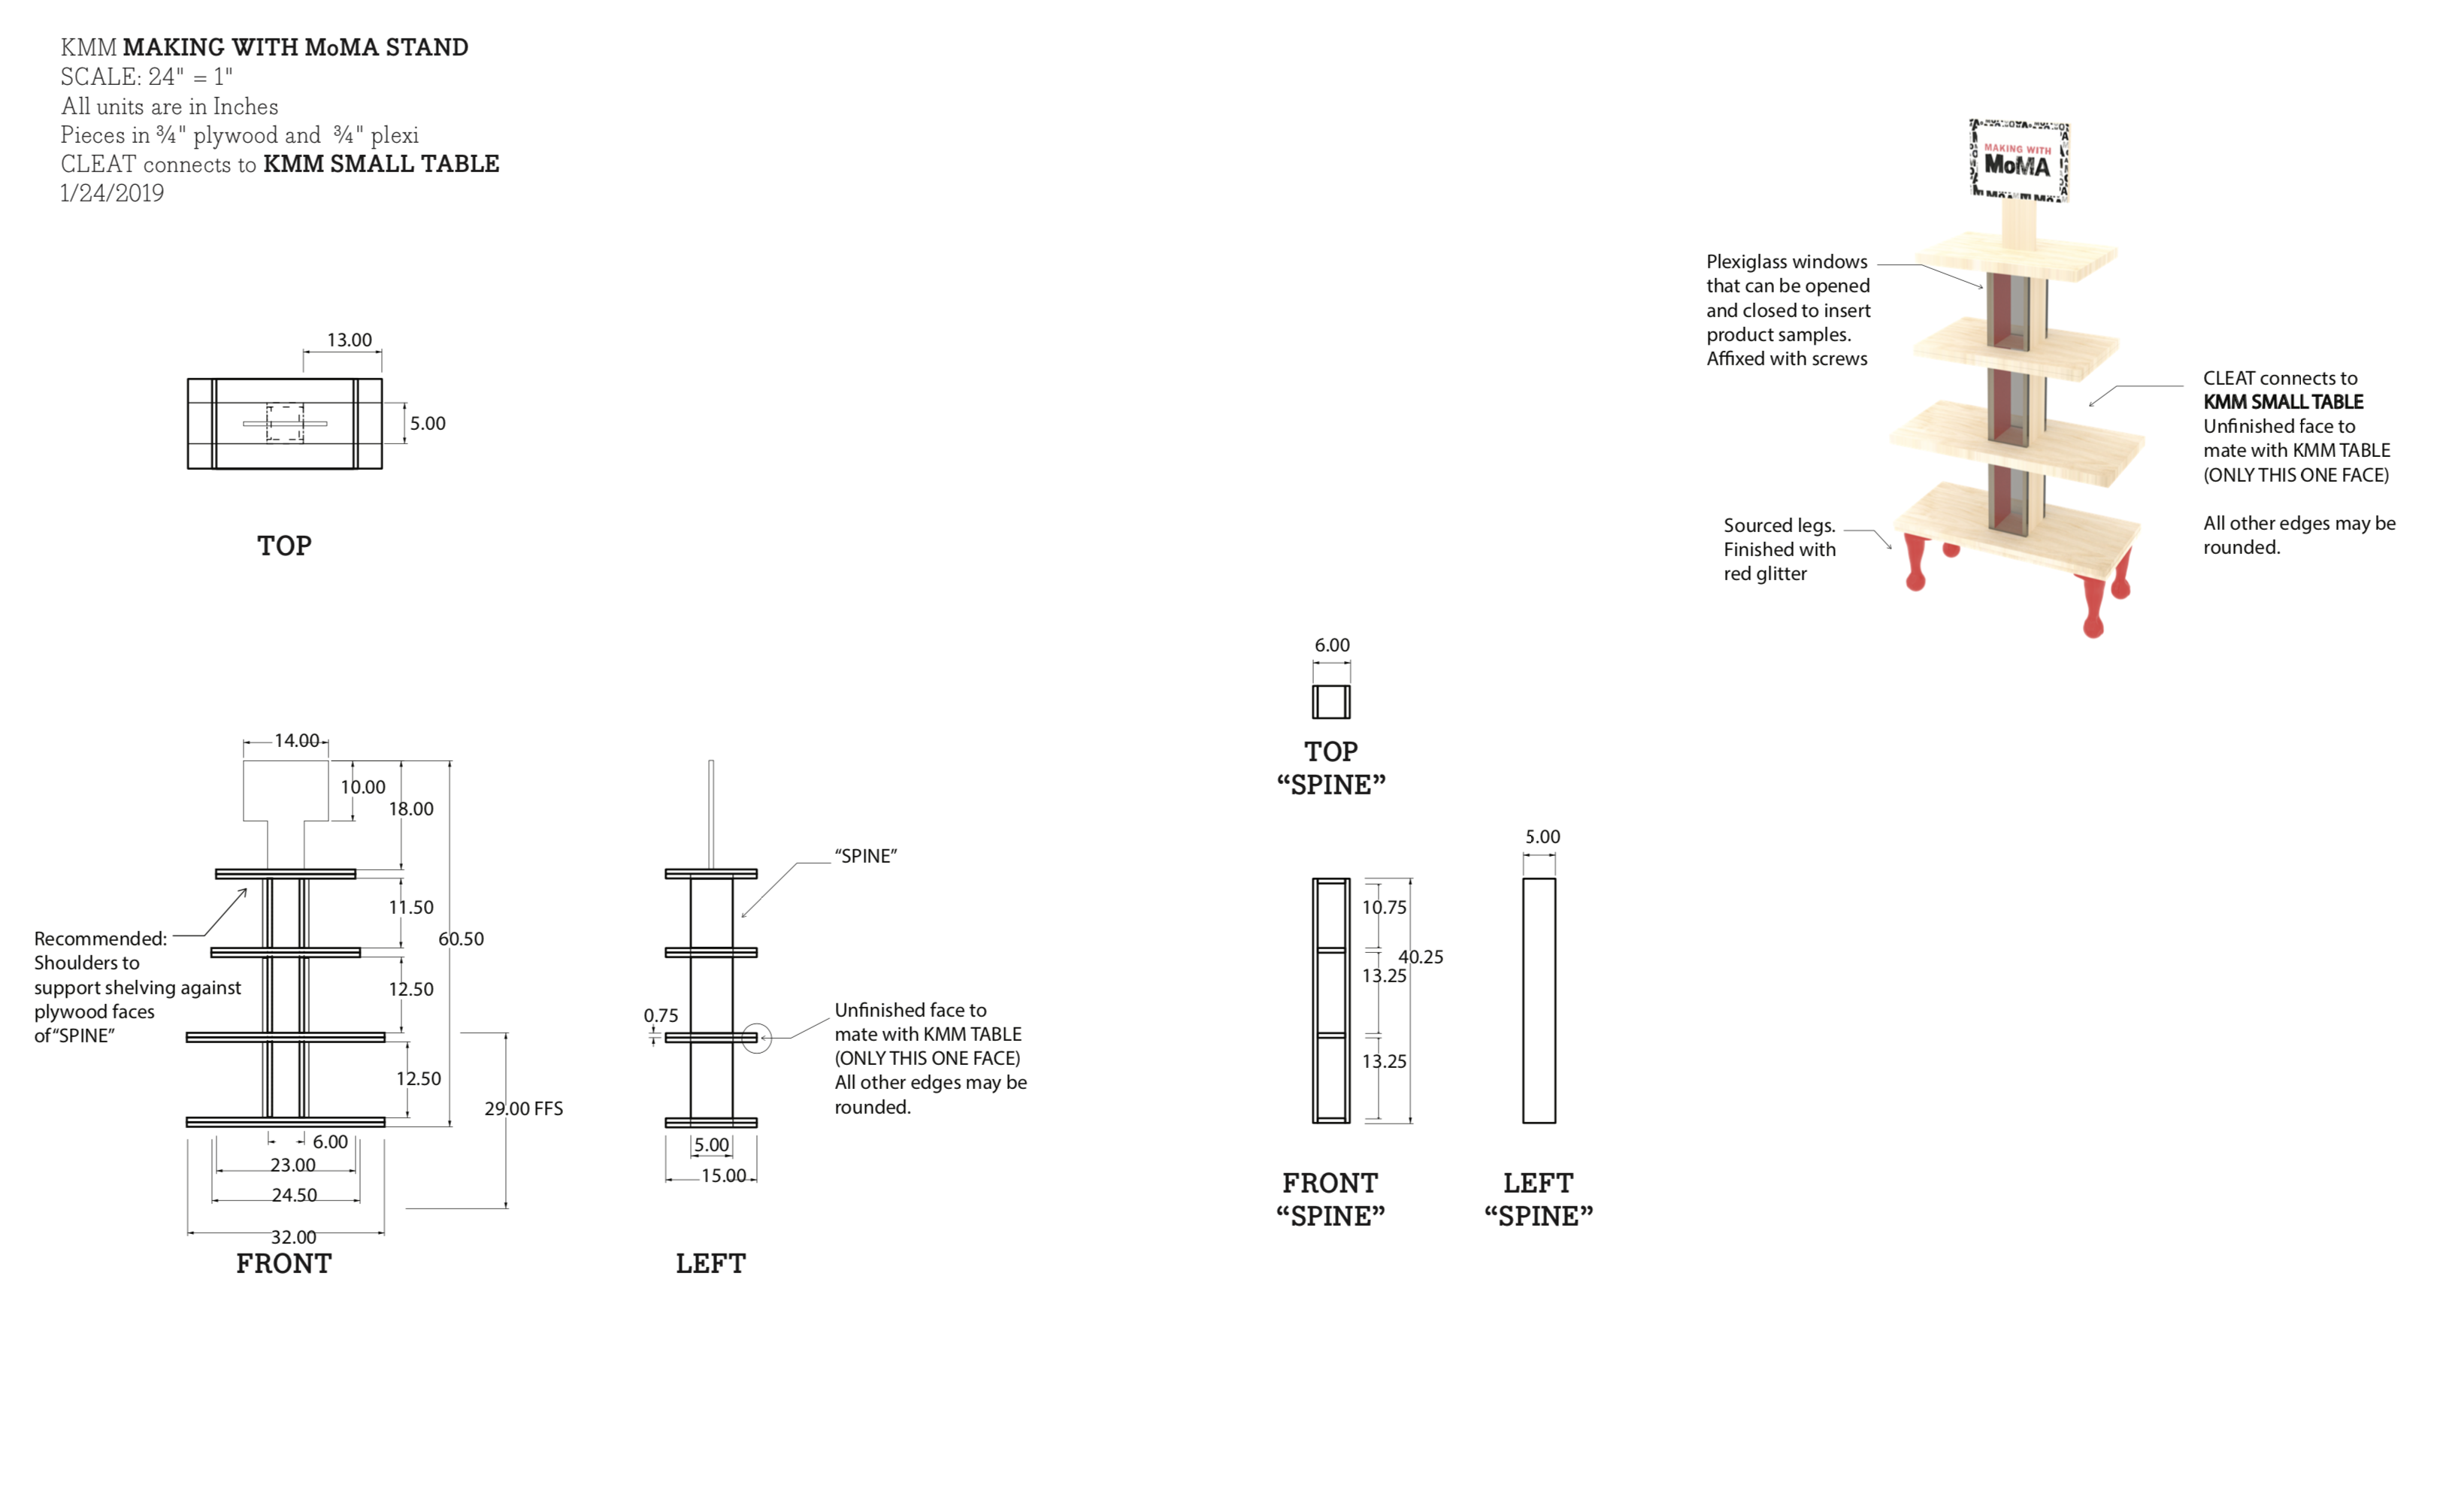 KMM MAKING WITH MoMA STAND
SCALE: 24" = 1"
All units are in Inches
Pieces in ¾" plywood and ¾" plexi
CLEAT connects to KMM SMALL TABLE
1/24/2019
MAKING WITH
MoMA
Plexiglass windows
that can be opened
and closed to insert
product samples.
Affixed with screws
CLEAT connects to
KMM SMALL TABLE
Unfinished face to
mate with KMM TABLE
(ONLY THIS ONE FACE)
All other edges may be
rounded.
Sourced legs.
Finished with
red glitter
13.00
5.00
TOP
6.00
TOP
“SPINE”
14.00
10.00
18.00
11.50
60.50
12.50
12.50
29.00 FFS
Recommended:
Shoulders to
support shelving against
plywood faces
of “SPINE”
6.00
23.00
24.50
32.00
FRONT
“SPINE”
0.75
Unfinished face to
mate with KMM TABLE
(ONLY THIS ONE FACE)
All other edges may be
rounded.
5.00
15.00
LEFT
10.75
40.25
13.25
13.25
FRONT
“SPINE”
5.00
LEFT
“SPINE”